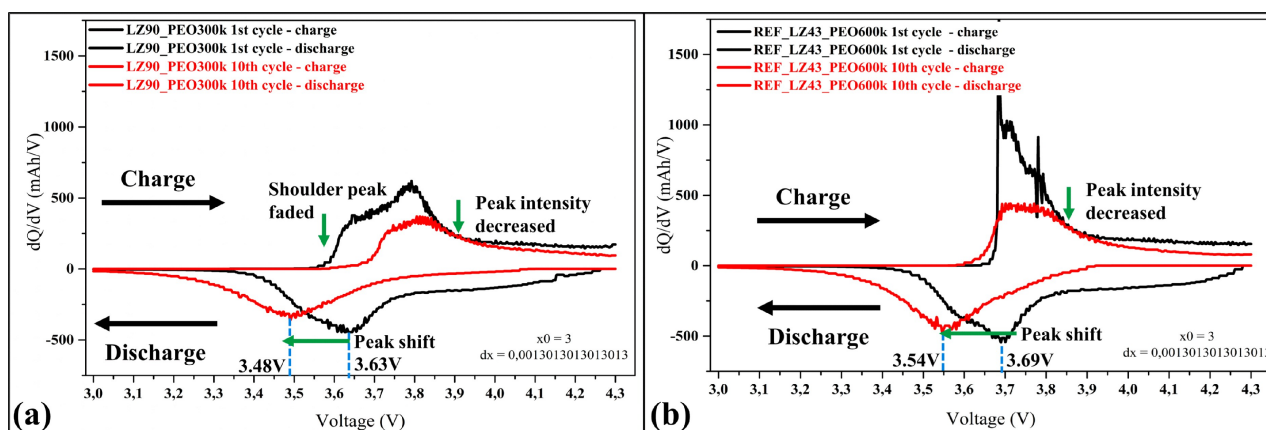 LZ90_PEO300k 1st cycle - charge
LZ90_PEO300k 1st cycle - discharge
LZ90_PEO300k 10th cycle - charge
LZ90_PEO300k 10th cycle - discharge
1500
1000
500
0
-500
dQ/dV (mAh/V)
Charge
Shoulder peak
faded
Peak intensity
decreased
Discharge
Peak shift
3.48V
3.63V
x0 = 3
dx = 0,0013013013013013
3,0 3,1 3,2 3,3 3,4 3,5 3,6 3,7 3,8 3,9 4,0 4,1 4,2 4,3
Voltage (V)
(a)
REF_LZ43_PEO600k 1st cycle - charge
REF_LZ43_PEO600k 1st cycle - discharge
REF_LZ43_PEO600k 10th cycle - charge
REF_LZ43_PEO600k 10th cycle - discharge
1500
1000
500
0
-500
dQ/dV (mAh/V)
Charge
Peak intensity
decreased
Discharge
Peak shift
3.54V
3.69V
x0 = 3
dx = 0,0013013013013013
3,0 3,1 3,2 3,3 3,4 3,5 3,6 3,7 3,8 3,9 4,0 4,1 4,2 4,3
Voltage (V)
(b)